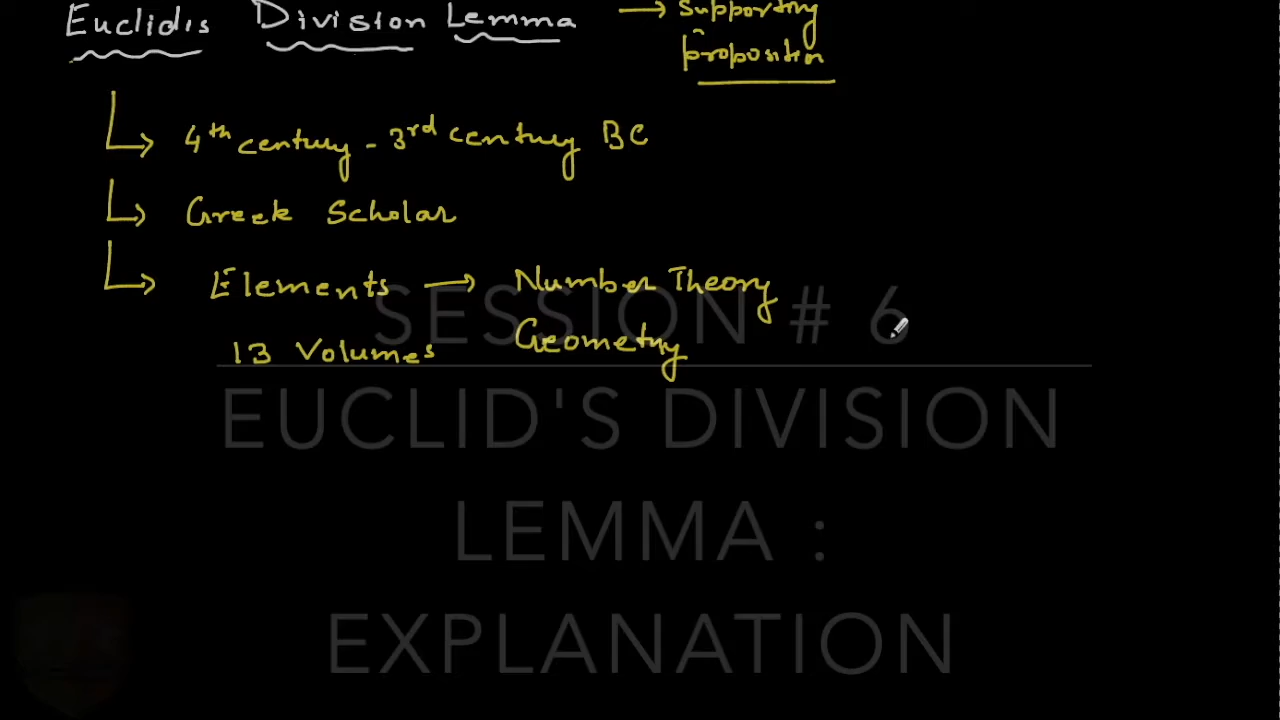 Euclid's Division Lemma → Supporting
proposition
4th century - 3rd century BC
Greek Scholar
Elements → Number Theory
13 Volumes Geometry
SESSION # 6
EUCLID'S DIVISION
LEMMA :
EXPLANATION